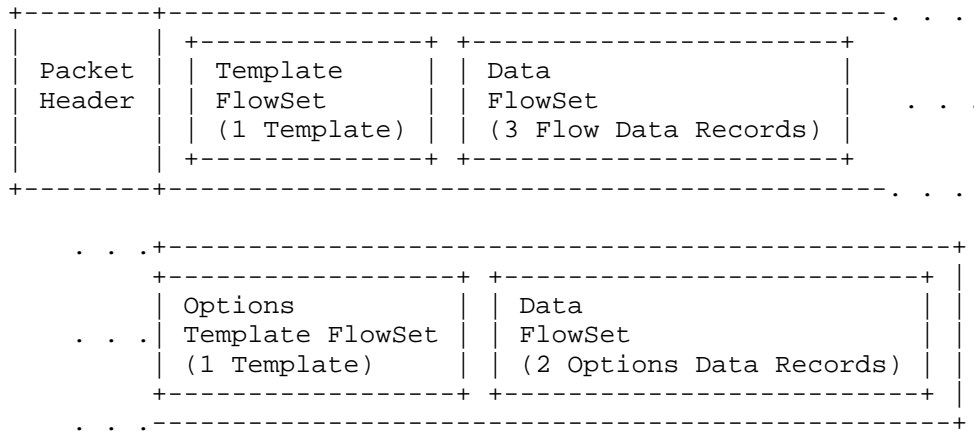 +--------+--------------------------------------------. . .
|        | +--------------+ +-----------------------+
| Packet | | Template     | | Data                  |
| Header | | FlowSet      | | FlowSet               |   . . .
|        | | (1 Template) | | (3 Flow Data Records) |
|        | +--------------+ +-----------------------+
+--------+--------------------------------------------. . .
. . .+-------------------------------------------------+
+------------------+ +--------------------------+ |
| Options          | | Data                     | |
. . .| Template FlowSet | | FlowSet                  | |
| (1 Template)     | | (2 Options Data Records) | |
+------------------+ +--------------------------+ |
. . .--------------------------------------------------+